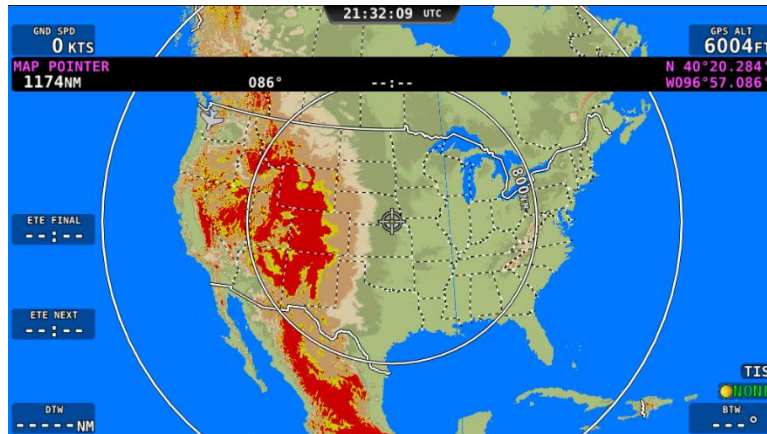 21:32:09 UTC
GND SPD
0 KTS
GPS ALT
6004FT
MAP POINTER
N 40°20.284'
1174NM 086° --:--
W096°57.086'
800NM
ETE FINAL
--:--
ETE NEXT
--:--
TIS
NONE
DTW
-----NM
BTW
---°